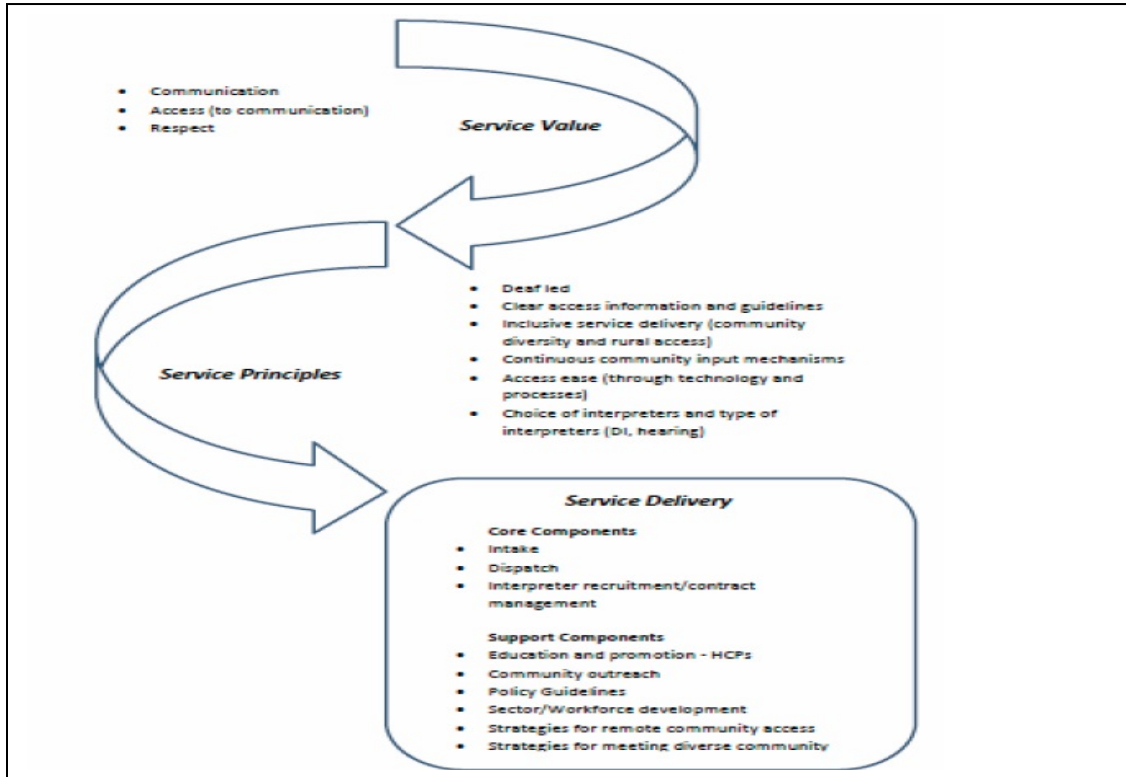 • Communication
• Access (to communication)
• Respect
Service Value
• Deaf led
• Clear access information and guidelines
• Inclusive service delivery (community
diversity and rural access)
• Continuous community input mechanisms
• Access ease (through technology and
processes)
• Choice of interpreters and type of
interpreters (DI, hearing)
Service Principles
Service Delivery
Core Components
• Intake
• Dispatch
• Interpreter recruitment/contract
management
Support Components
• Education and promotion - HCPs
• Community outreach
• Policy Guidelines
• Sector/Workforce development
• Strategies for remote community access
• Strategies for meeting diverse community